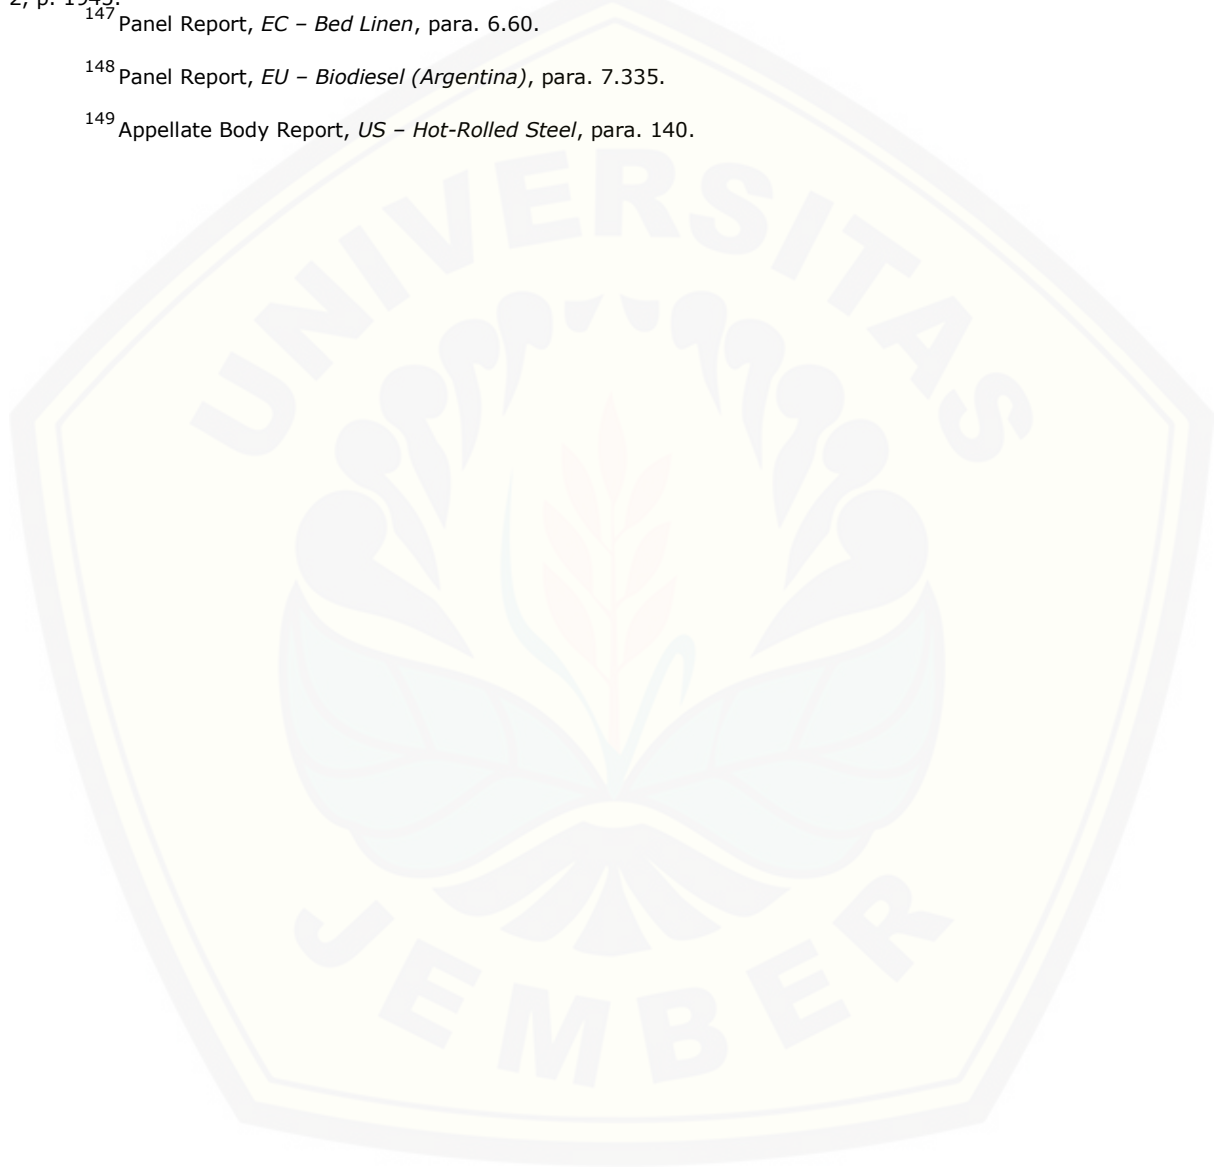 2, p. 1943.
147 Panel Report, EC – Bed Linen, para. 6.60.
148 Panel Report, EU – Biodiesel (Argentina), para. 7.335.
149 Appellate Body Report, US – Hot-Rolled Steel, para. 140.
UNIVERSITAS
JEMBER